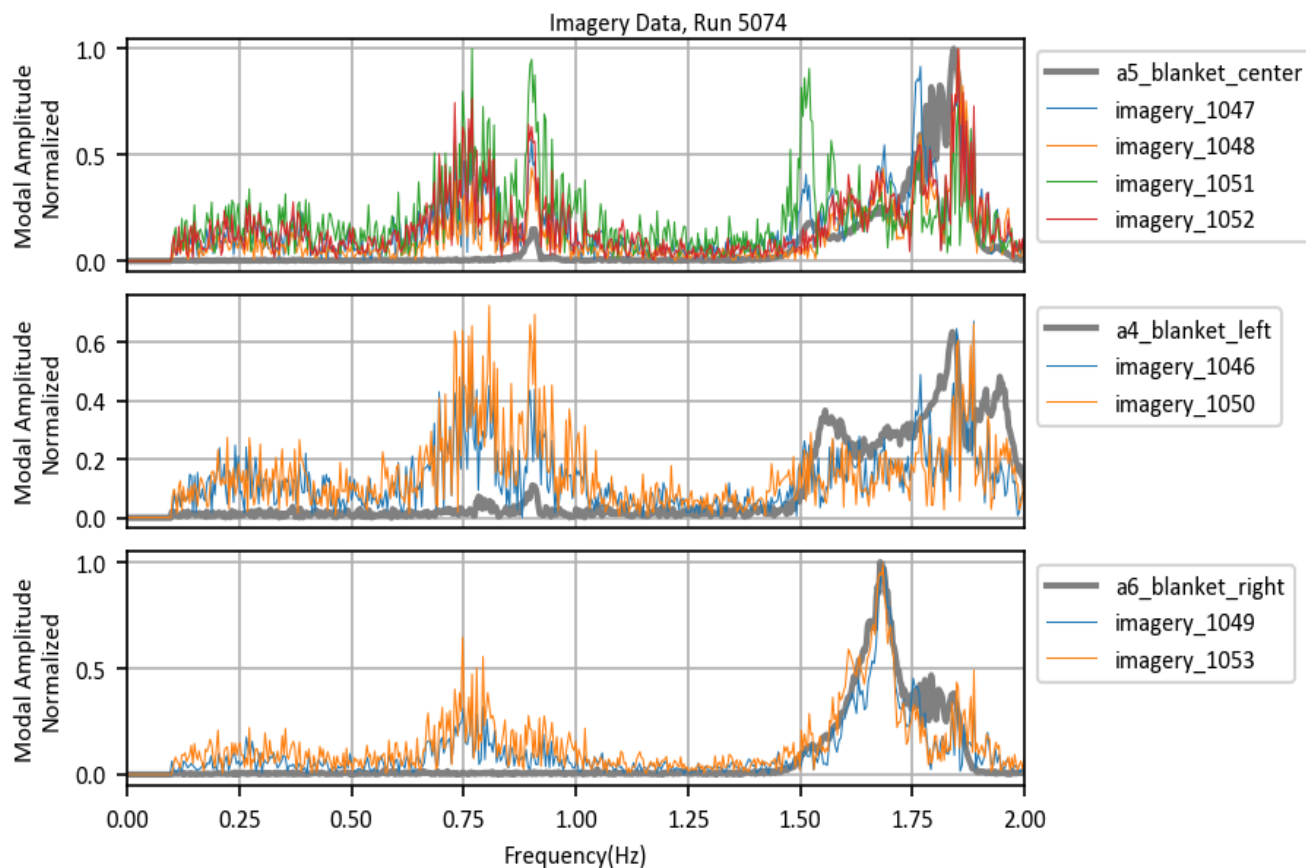 Imagery Data, Run 5074
Modal Amplitude
Normalized
1.0
0.5
0.0
a5_blanket_center
imagery_1047
imagery_1048
imagery_1051
imagery_1052
Modal Amplitude
Normalized
0.6
0.4
0.2
0.0
a4_blanket_left
imagery_1046
imagery_1050
Modal Amplitude
Normalized
1.0
0.5
0.0
a6_blanket_right
imagery_1049
imagery_1053
0.00 0.25 0.50 0.75 1.00 1.25 1.50 1.75 2.00
Frequency(Hz)